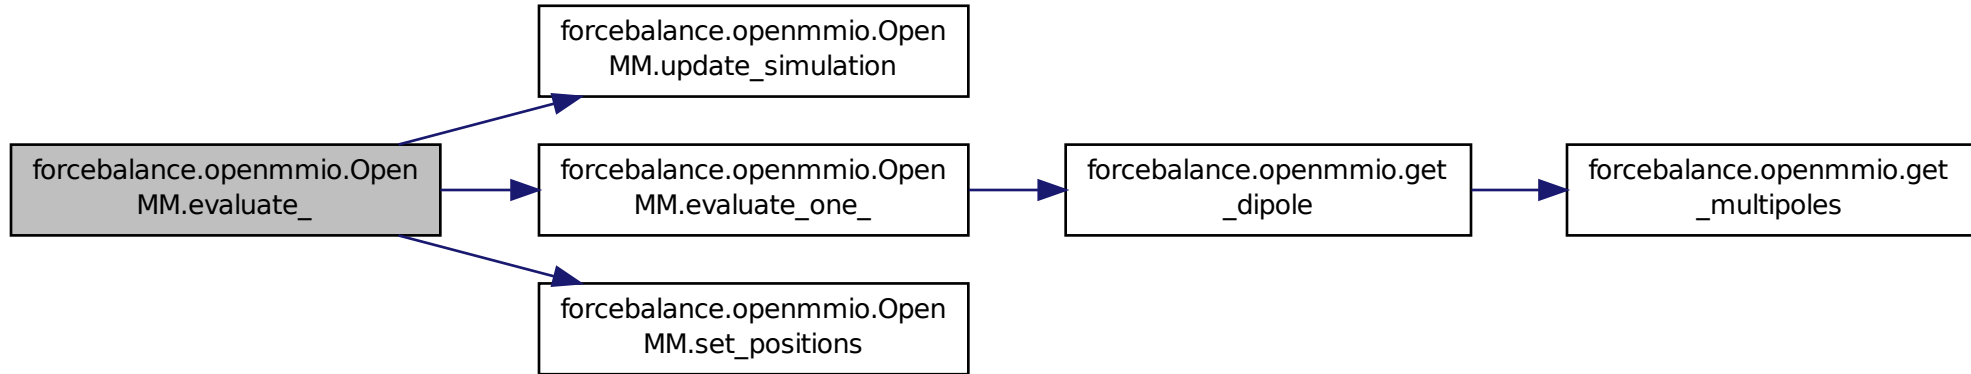 forcebalance.openmmio.Open
MM.update_simulation
forcebalance.openmmio.Open
MM.evaluate_
forcebalance.openmmio.Open
MM.evaluate_one_
forcebalance.openmmio.get
_dipole
forcebalance.openmmio.get
_multipoles
forcebalance.openmmio.Open
MM.set_positions